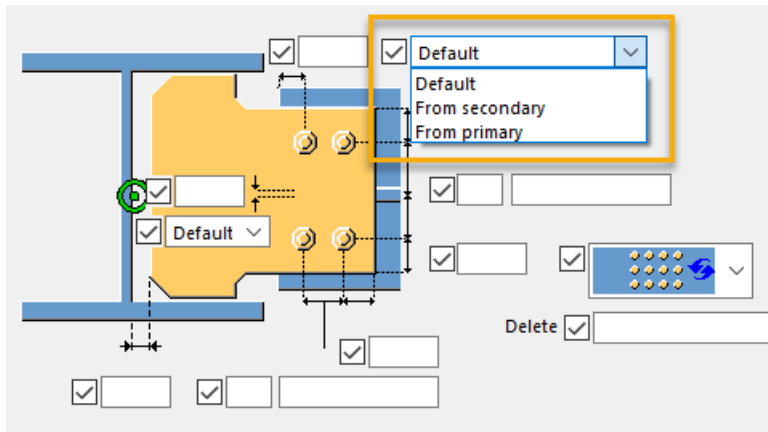 Default
Default
From secondary
From primary
Default
Delete